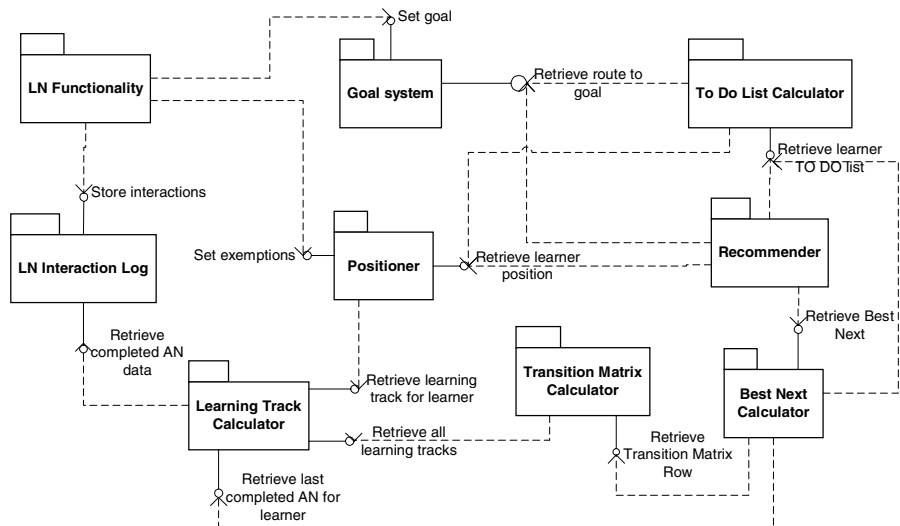 Set goal
LN Functionality
Goal system
Retrieve route to
goal
To Do List Calculator
Retrieve learner
TO DO list
Store interactions
LN Interaction Log
Set exemptions
Positioner
Retrieve learner
position
Recommender
Retrieve Best
Next
Retrieve
completed AN
data
Learning Track
Calculator
Retrieve learning
track for learner
Retrieve all
learning tracks
Transition Matrix
Calculator
Best Next
Calculator
Retrieve
Transition Matrix
Row
Retrieve last
completed AN for
learner